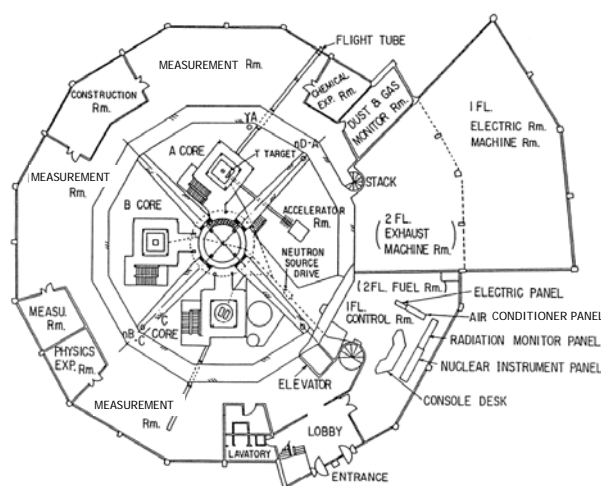 FLIGHT TUBE
MEASUREMENT Rm.
CHEMICAL
EXP. Rm.
DUST & GAS
MONITOR Rm.
1 FL.
ELECTRIC Rm.
MACHINE Rm.
CONSTRUCTION
Rm.
γA
A CORE
nD-A
T TARGET
MEASUREMENT
Rm.
STACK
B CORE
ACCELERATOR
Rm.
2 FL.
( EXHAUST )
MACHINE Rm.
NEUTRON
SOURCE
DRIVE
(2FL. FUEL Rm.)
ELECTRIC PANEL
1FL.
CONTROL Rm.
AIR CONDITIONER PANEL
MEASU.
Rm.
γC
nB-C
CORE
RADIATION MONITOR PANEL
PHYSICS
EXP. Rm.
NUCLEAR INSTRUMENT PANEL
ELEVATOR
CONSOLE DESK
MEASUREMENT
Rm.
LOBBY
LAVATORY
ENTRANCE